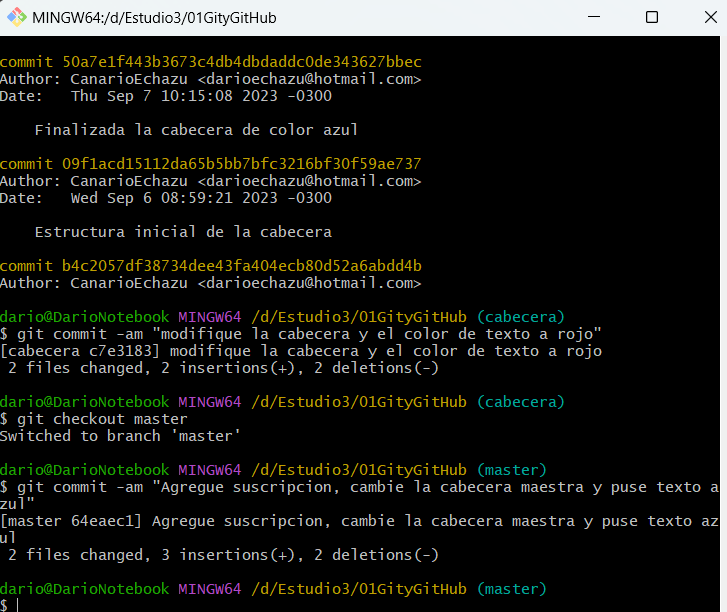 MINGW64:/d/Estudio3/01GityGitHub
commit 50a7e1f443b3673c4db4dbdaddc0de343627bbec
Author: CanarioEchazu <darioechazu@hotmail.com>
Date:   Thu Sep 7 10:15:08 2023 -0300
    Finalizada la cabecera de color azul
commit 09f1acd15112da65b5bb7bfc3216bf30f59ae737
Author: CanarioEchazu <darioechazu@hotmail.com>
Date:   Wed Sep 6 08:59:21 2023 -0300
    Estructura inicial de la cabecera
commit b4c2057df38734dee43fa404ecb80d52a6abdd4b
Author: CanarioEchazu <darioechazu@hotmail.com>
dario@DarioNotebook MINGW64 /d/Estudio3/01GityGitHub (cabecera)
$ git commit -am "modifique la cabecera y el color de texto a rojo"
[cabecera c7e3183] modifique la cabecera y el color de texto a rojo
 2 files changed, 2 insertions(+), 2 deletions(-)
dario@DarioNotebook MINGW64 /d/Estudio3/01GityGitHub (cabecera)
$ git checkout master
Switched to branch 'master'
dario@DarioNotebook MINGW64 /d/Estudio3/01GityGitHub (master)
$ git commit -am "Agregue suscripcion, cambie la cabecera maestra y puse texto a
zul"
[master 64eaec1] Agregue suscripcion, cambie la cabecera maestra y puse texto az
ul
 2 files changed, 3 insertions(+), 2 deletions(-)
dario@DarioNotebook MINGW64 /d/Estudio3/01GityGitHub (master)
$